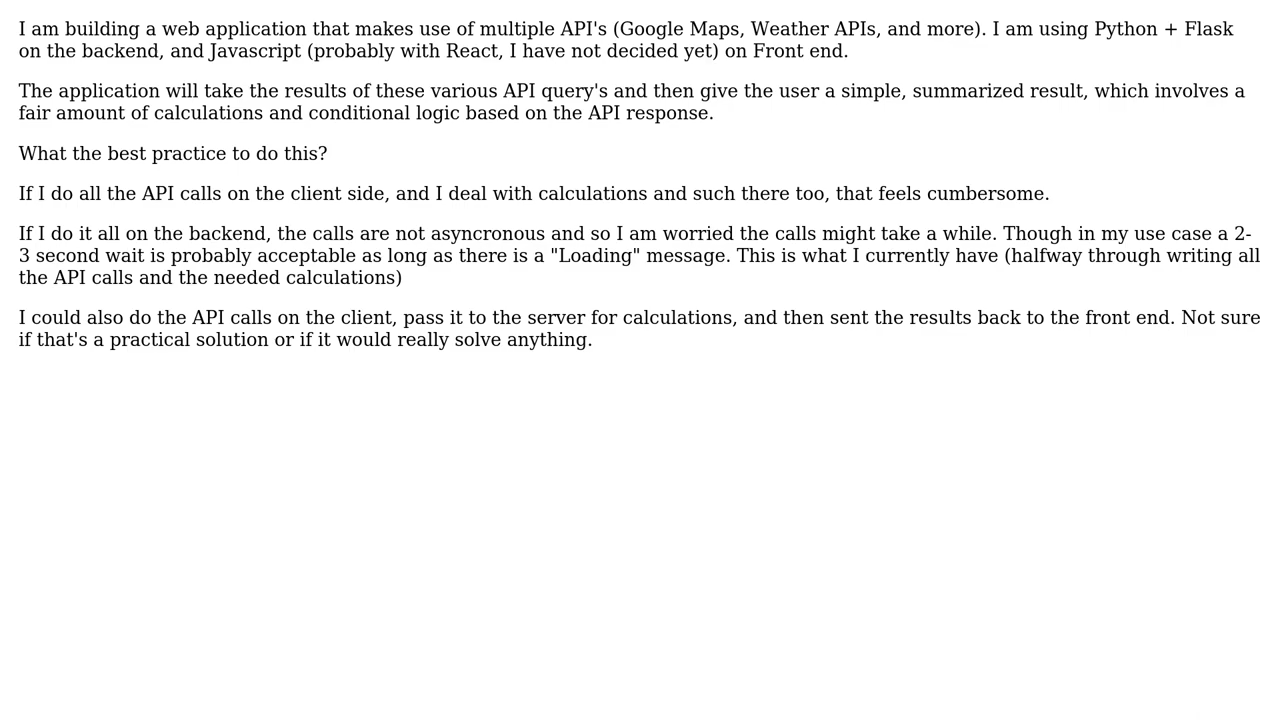 I am building a web application that makes use of multiple API's (Google Maps, Weather APIs, and more). I am using Python + Flask
on the backend, and Javascript (probably with React, I have not decided yet) on Front end.
The application will take the results of these various API query's and then give the user a simple, summarized result, which involves a
fair amount of calculations and conditional logic based on the API response.
What the best practice to do this?
If I do all the API calls on the client side, and I deal with calculations and such there too, that feels cumbersome.
If I do it all on the backend, the calls are not asyncronous and so I am worried the calls might take a while. Though in my use case a 2-
3 second wait is probably acceptable as long as there is a "Loading" message. This is what I currently have (halfway through writing all
the API calls and the needed calculations)
I could also do the API calls on the client, pass it to the server for calculations, and then sent the results back to the front end. Not sure
if that's a practical solution or if it would really solve anything.